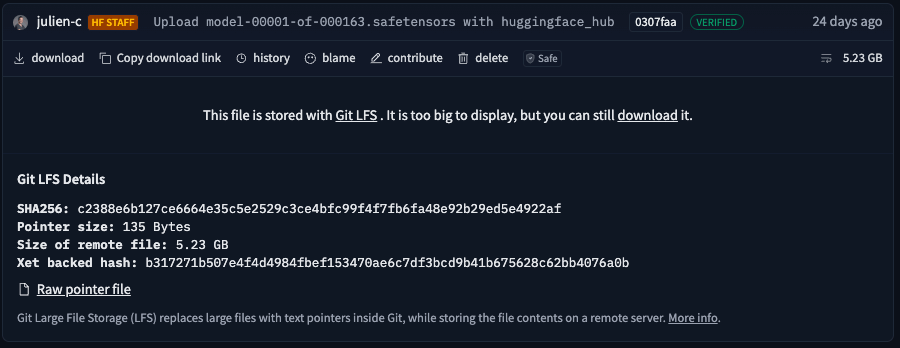 julien-c HF STAFF Upload model-00001-of-000163.safetensors with huggingface_hub 0307faa VERIFIED 24 days ago
download Copy download link history blame contribute delete Safe 5.23 GB
This file is stored with Git LFS . It is too big to display, but you can still download it.
Git LFS Details
SHA256: c2388e6b127ce6664e35c5e2529c3ce4bfc99f4f7fb6fa48e92b29ed5e4922af
Pointer size: 135 Bytes
Size of remote file: 5.23 GB
Xet backed hash: b317271b507e4f4d4984fbef153470ae6c7df3bcd9b41b675628c62bb4076a0b
Raw pointer file
Git Large File Storage (LFS) replaces large files with text pointers inside Git, while storing the file contents on a remote server. More info.